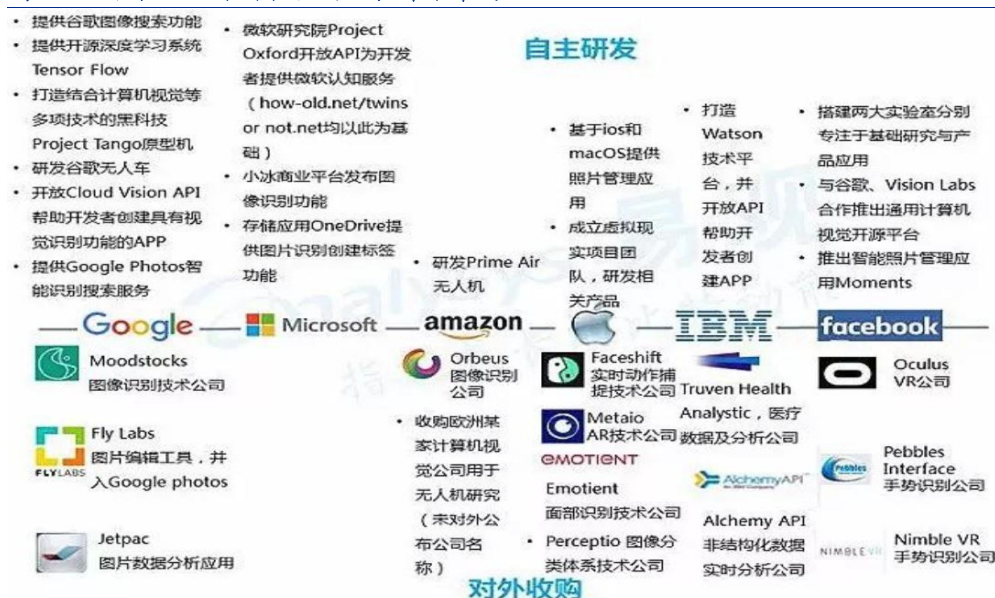 自主研发
• 提供谷歌图像搜索功能
• 提供开源深度学习系统
Tensor Flow
• 打造结合计算机视觉等
多项技术的黑科技
Project Tango原型机
• 研发谷歌无人车
• 开放Cloud Vision API
帮助开发者创建具有视
觉识别功能的APP
• 提供Google Photos智
能识别搜索服务
• 微软研究院Project
Oxford开放API为开发
者提供微软认知服务
(how-old.net/twins
or not.net均以此为基
础)
• 小冰商业平台发布图
像识别功能
• 存储应用OneDrive提
供图片识别创建标签
功能
• 研发Prime Air
无人机
• 基于ios和
macOS提供
照片管理应
用
• 成立虚拟现
实项目团
队,研发相
关产品
• 打造
Watson
技术平
台,并
开放API
帮助开
发者创
建APP
• 搭建两大实验室分别
专注于基础研究与产
品应用
• 与谷歌、Vision Labs
合作推出通用计算机
视觉开源平台
• 推出智能照片管理应
用Moments
Google
Microsoft
amazon
IBM
facebook
Moodstocks
图像识别技术公司
FLYLABS
Fly Labs
图片编辑工具,并
入Google photos
Jetpac
图片数据分析应用
Orbeus
图像识别
公司
• 收购欧洲某
家计算机视
觉公司用于
无人机研究
(未对外公
布公司名
称)
Faceshift
实时动作捕
捉技术公司
Metaio
AR技术公司
EMOTIENT
Emotient
面部识别技术公司
• Perceptio 图像分
类体系技术公司
Truven Health
Analystic,医疗
数据及分析公司
AlchemyAPI
Alchemy API
非结构化数据
实时分析公司
Oculus
VR公司
Pebbles
Pebbles
Interface
手势识别公司
NIMBLE VR
Nimble VR
手势识别公司
对外收购